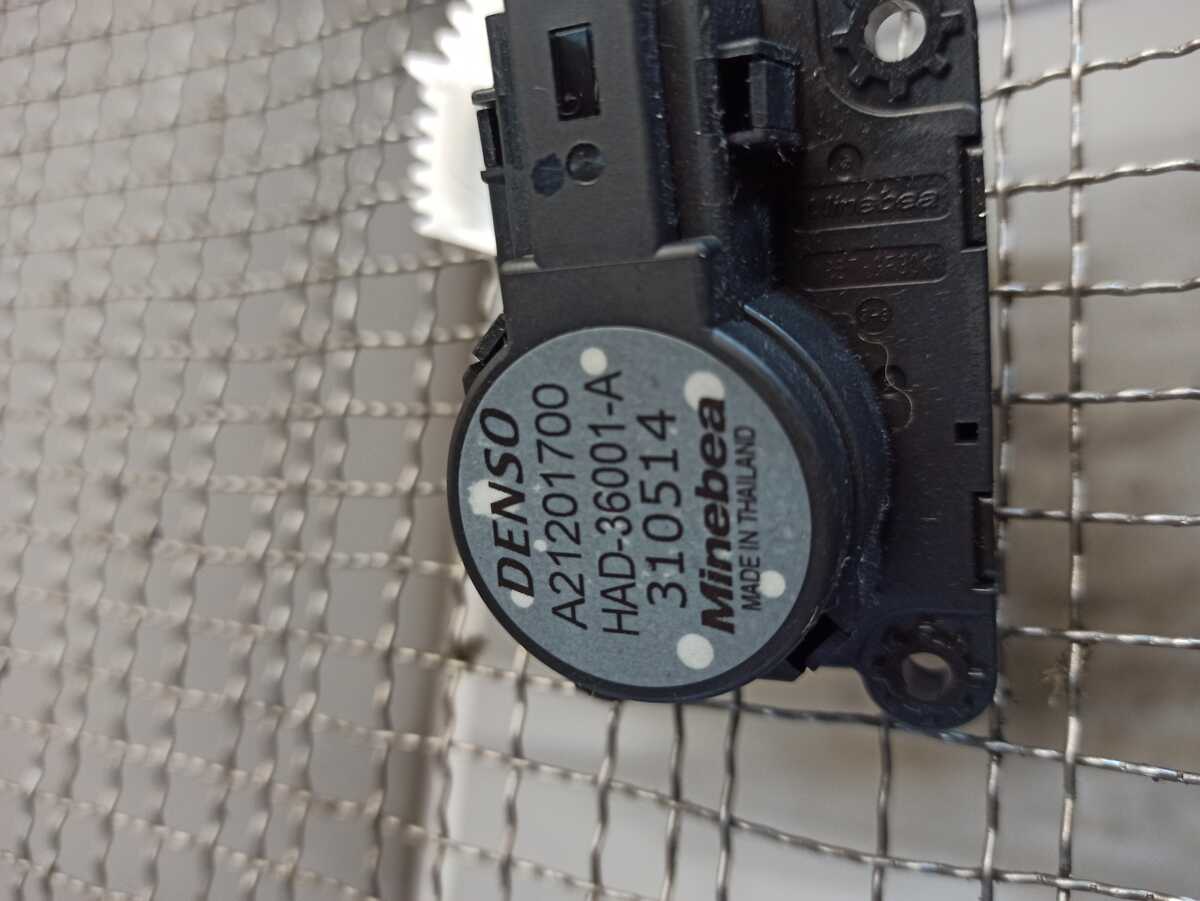 DENSO
A21201700
HAD-36001-A
310514
Minebea
MADE IN THAILAND
Minebea